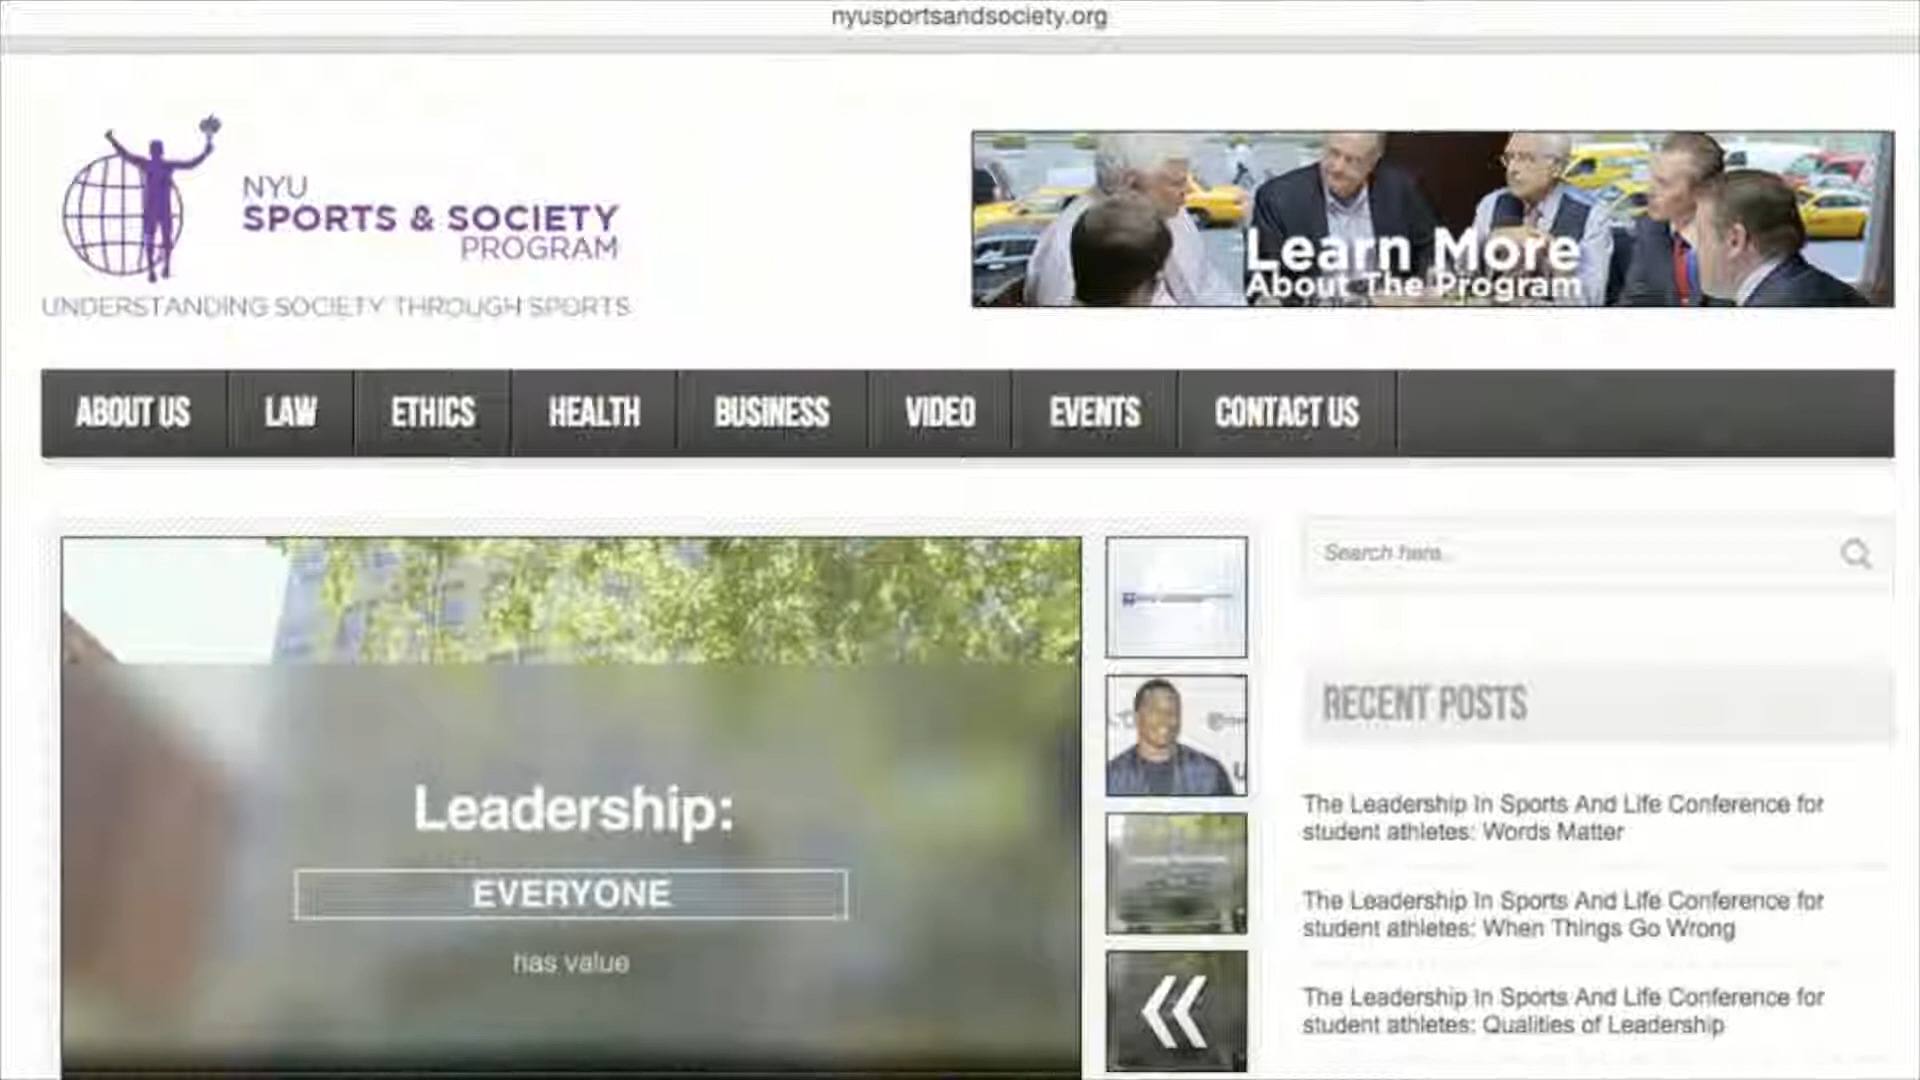 nyusportsandsociety.org
NYU
SPORTS & SOCIETY
PROGRAM
UNDERSTANDING SOCIETY THROUGH SPORTS
Learn More
About The Program
ABOUT US
LAW
ETHICS
HEALTH
BUSINESS
VIDEO
EVENTS
CONTACT US
Leadership:
EVERYONE
has value
Search here...
RECENT POSTS
The Leadership In Sports And Life Conference for
student athletes: Words Matter
The Leadership In Sports And Life Conference for
student athletes: When Things Go Wrong
The Leadership In Sports And Life Conference for
student athletes: Qualities of Leadership